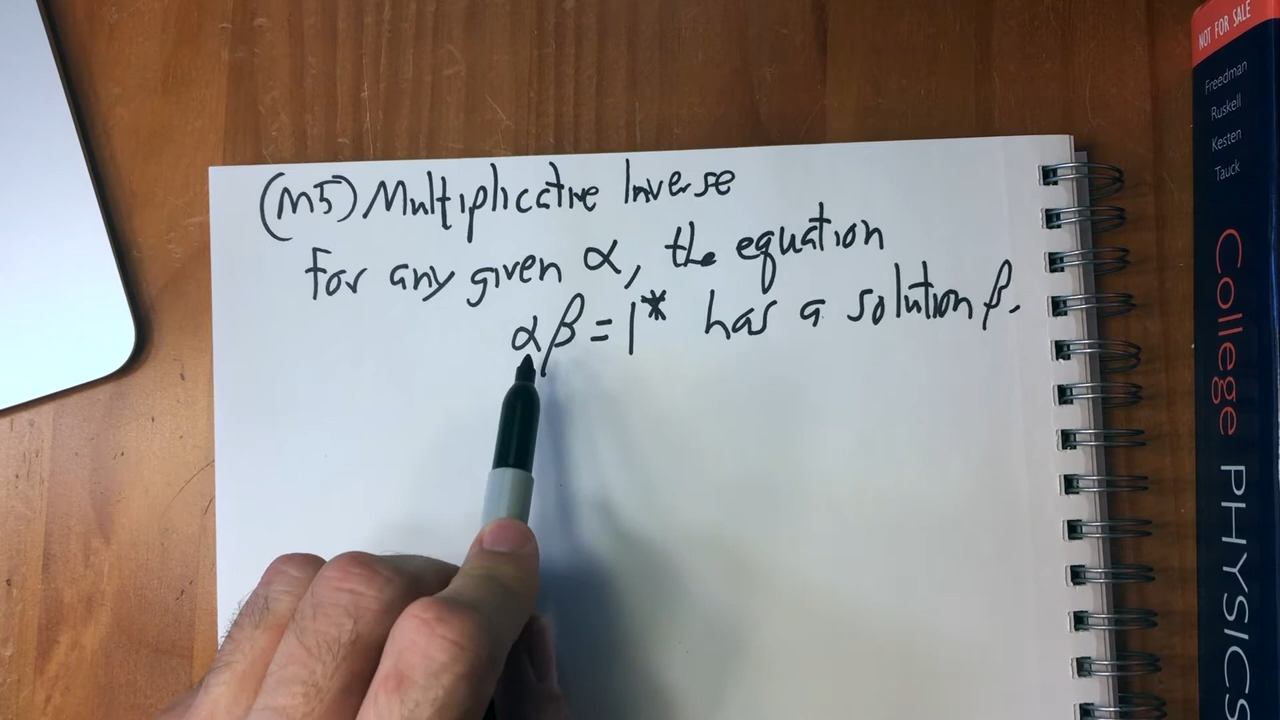 (M5) Multiplicative Inverse
For any given α, the equation
αβ = 1* has a solution β.
NOT FOR SALE
Freedman
Ruskell
Kesten
Tauck
College PHYSICS